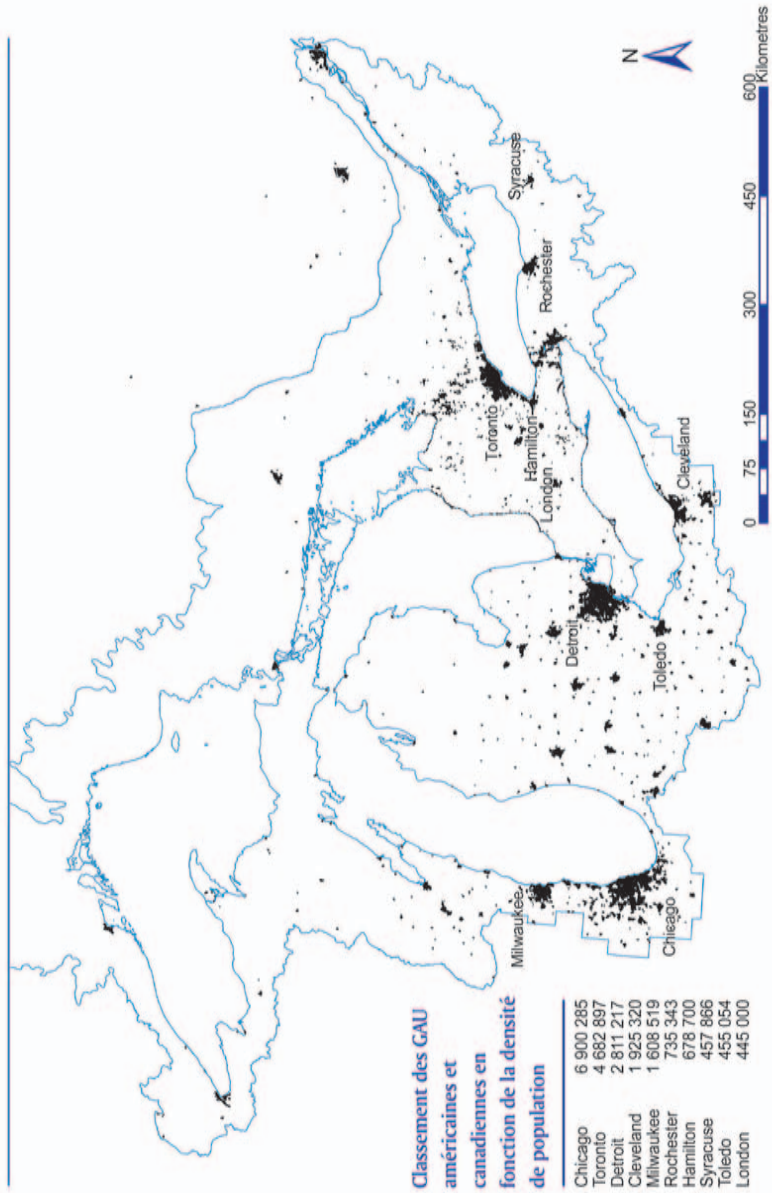 Classement des GAU
américaines et
canadiennes en
fonction de la densité
de population
Chicago 6 900 285
Toronto 4 682 897
Detroit 2 811 217
Cleveland 1 925 320
Milwaukee 1 608 519
Rochester 735 343
Hamilton 678 700
Syracuse 457 866
Toledo 455 054
London 445 000
Milwaukee
Chicago
Detroit
Toledo
Toronto
Hamilton
London
Cleveland
Rochester
Syracuse
N
0 75 150 300 450 600
Kilometres